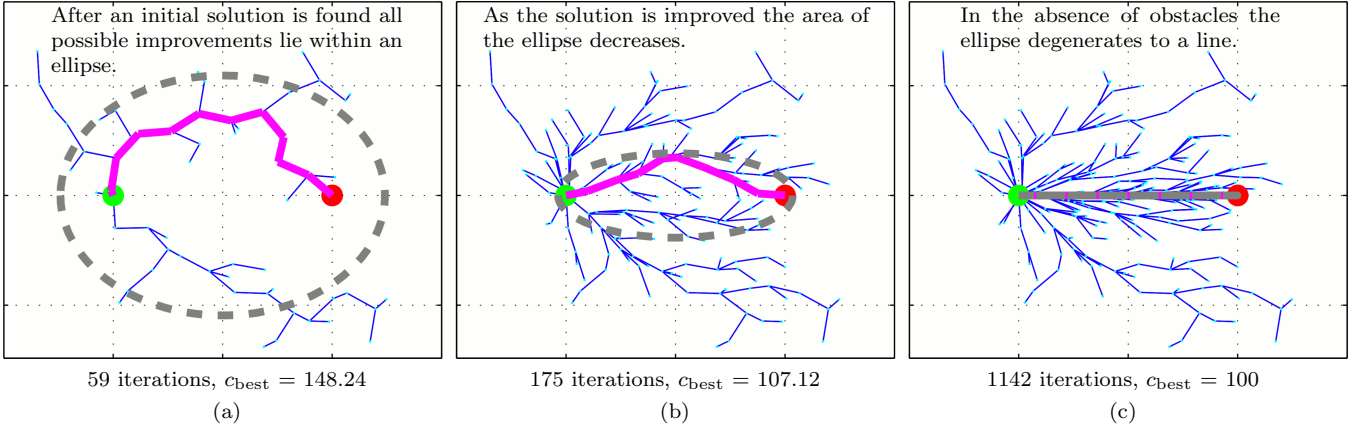 After an initial solution is found all
possible improvements lie within an
ellipse.
59 iterations, c_best = 148.24
(a)
As the solution is improved the area of
the ellipse decreases.
175 iterations, c_best = 107.12
(b)
In the absence of obstacles the
ellipse degenerates to a line.
1142 iterations, c_best = 100
(c)